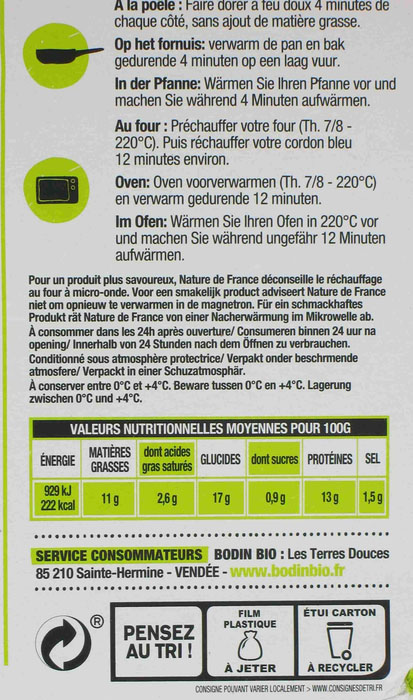 À la poêle : Faire dorer à feu doux 4 minutes de
chaque côté, sans ajout de matière grasse.
Op het fornuis: verwarm de pan en bak
gedurende 4 minuten op een laag vuur.
In der Pfanne: Wärmen Sie Ihren Pfanne vor und
machen Sie während 4 Minuten aufwärmen.
Au four : Préchauffer votre four (Th. 7/8 -
220°C). Puis réchauffer votre cordon bleu
12 minutes environ.
Oven: Oven voorverwarmen (Th. 7/8 - 220°C)
en verwarm gedurende 12 minuten.
Im Ofen: Wärmen Sie Ihren Ofen in 220°C vor
und machen Sie während ungefähr 12 Minuten
aufwärmen.
Pour un produit plus savoureux, Nature de France déconseille le réchauffage
au four à micro-onde. Voor een smakelijk product adviseert Nature de France
niet om opnieuw te verwarmen in de magnetron. Für ein schmackhaftes
Produkt rät Nature de France von einer Nacherwärmung im Mikrowelle ab.
À consommer dans les 24h après ouverture/ Consumeren binnen 24 uur na
opening/ Innerhalb von 24 Stunden nach dem Öffnen zu verbrauchen.
Conditionné sous atmosphère protectrice/ Verpakt onder beschrmende
atmosfere/ Verpackt in einer Schuzatmosphär.
À conserver entre 0°C et +4°C. Beware tussen 0°C en +4°C. Lagerung
zwischen 0°C und +4°C.
VALEURS NUTRITIONNELLES MOYENNES POUR 100G
ÉNERGIE MATIÈRES GRASSES dont acides gras saturés GLUCIDES dont sucres PROTÉINES SEL
929 kJ
222 kcal 11 g 2,6 g 17 g 0,9 g 13 g 1,5 g
SERVICE CONSOMMATEURS BODIN BIO : Les Terres Douces
85 210 Sainte-Hermine - VENDÉE - www.bodinbio.fr
®
PENSEZ
AU TRI !
FILM
PLASTIQUE
À JETER
ÉTUI CARTON
À RECYCLER
CONSIGNE POUVANT VARIER LOCALEMENT > WWW.CONSIGNESDETRI.FR